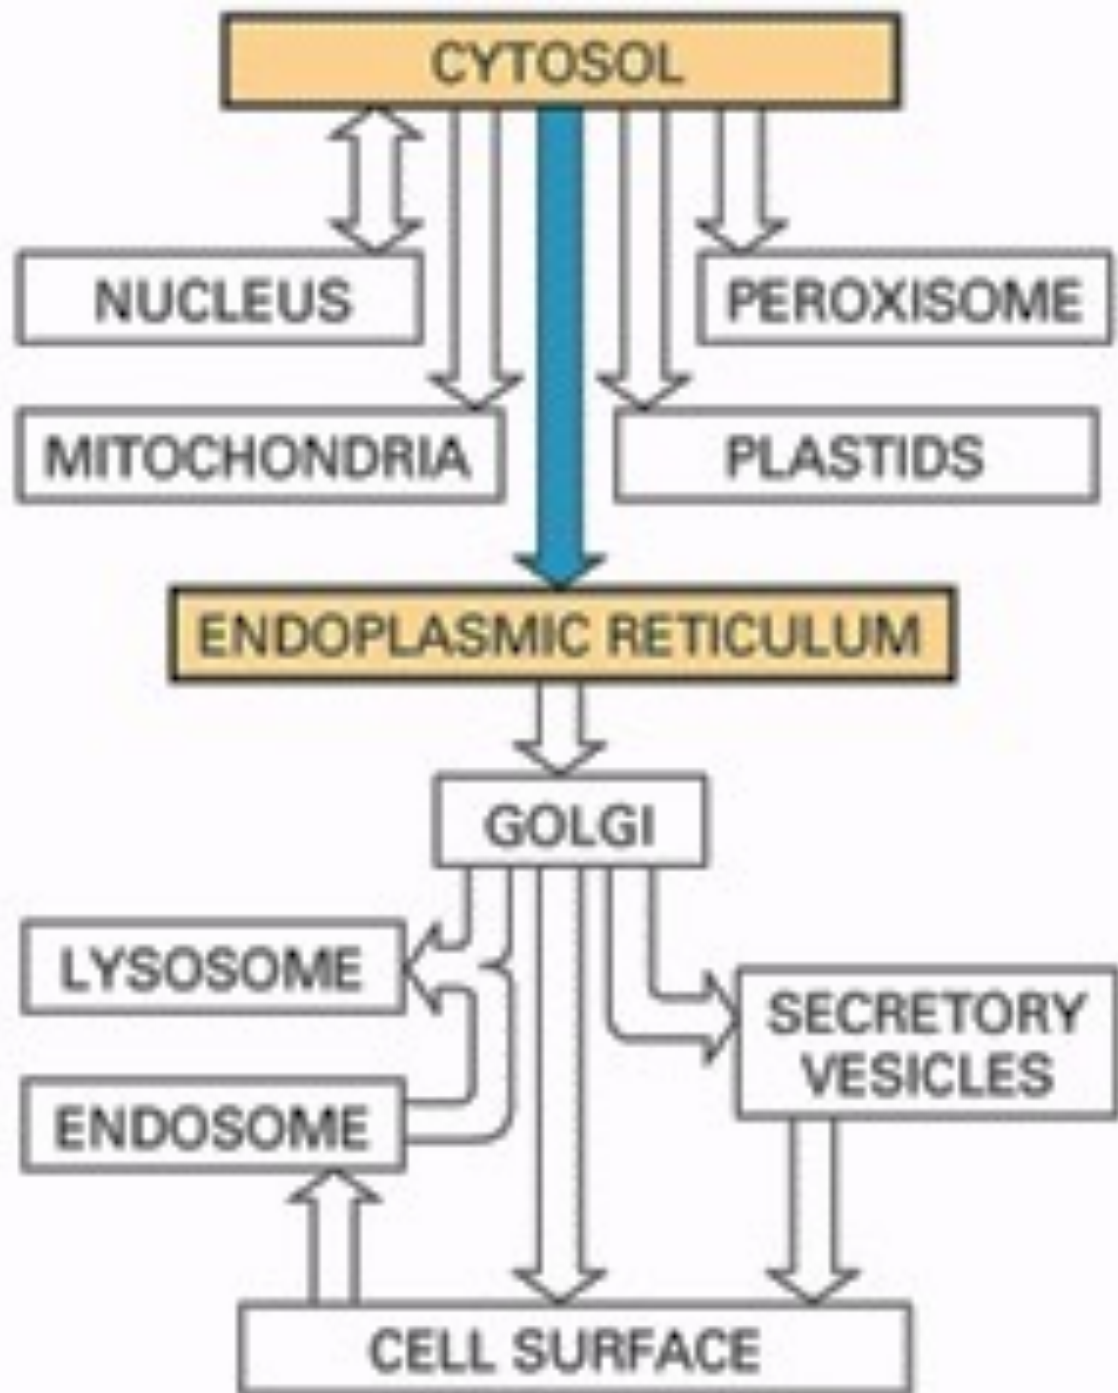 CYTOSOL
NUCLEUS
PEROXISOME
MITOCHONDRIA
PLASTIDS
ENDOPLASMIC RETICULUM
GOLGI
LYSOSOME
SECRETORY
VESICLES
ENDOSOME
CELL SURFACE